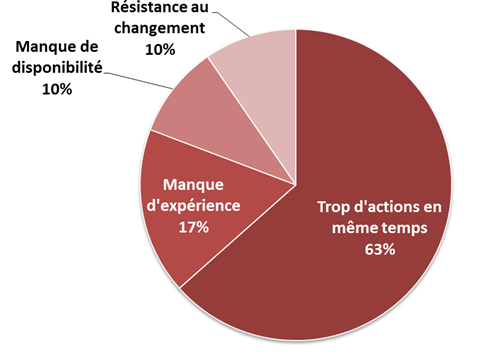 Résistance au
changement
10%
Manque de
disponibilité
10%
Manque
d'expérience
17%
Trop d'actions en
même temps
63%